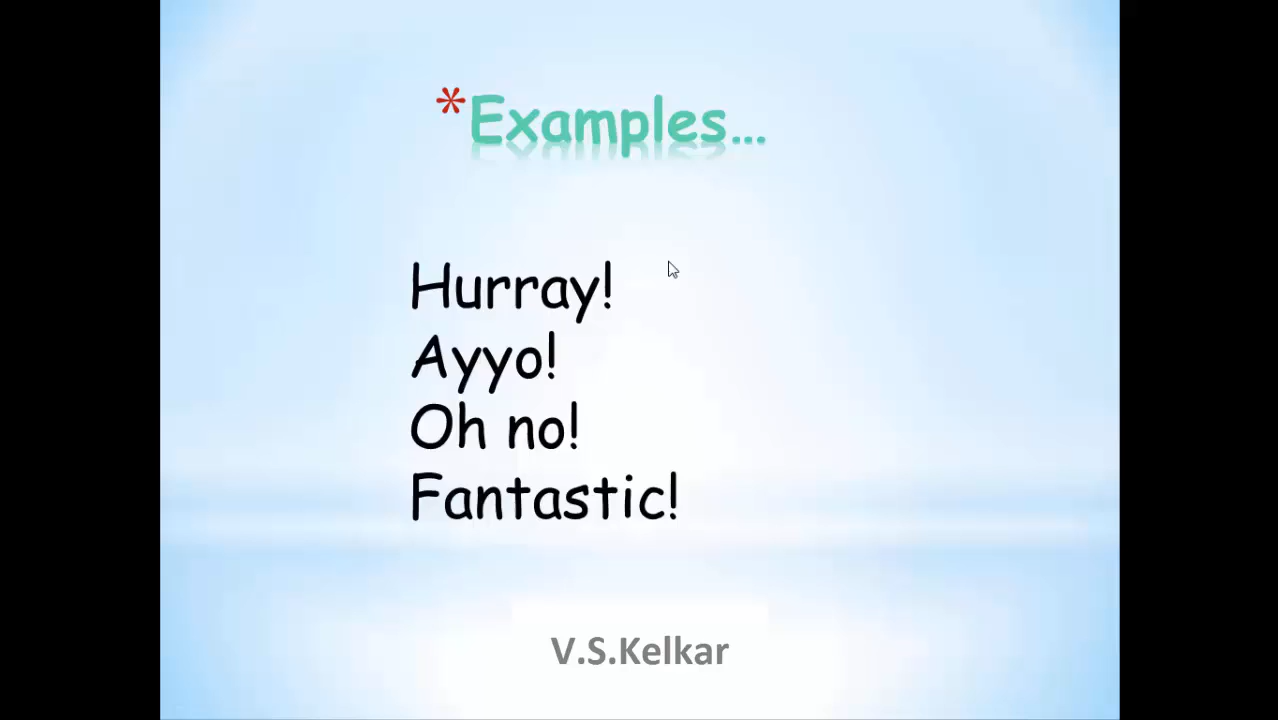 *Examples...
Hurray!
Ayyo!
Oh no!
Fantastic!
V.S.Kelkar